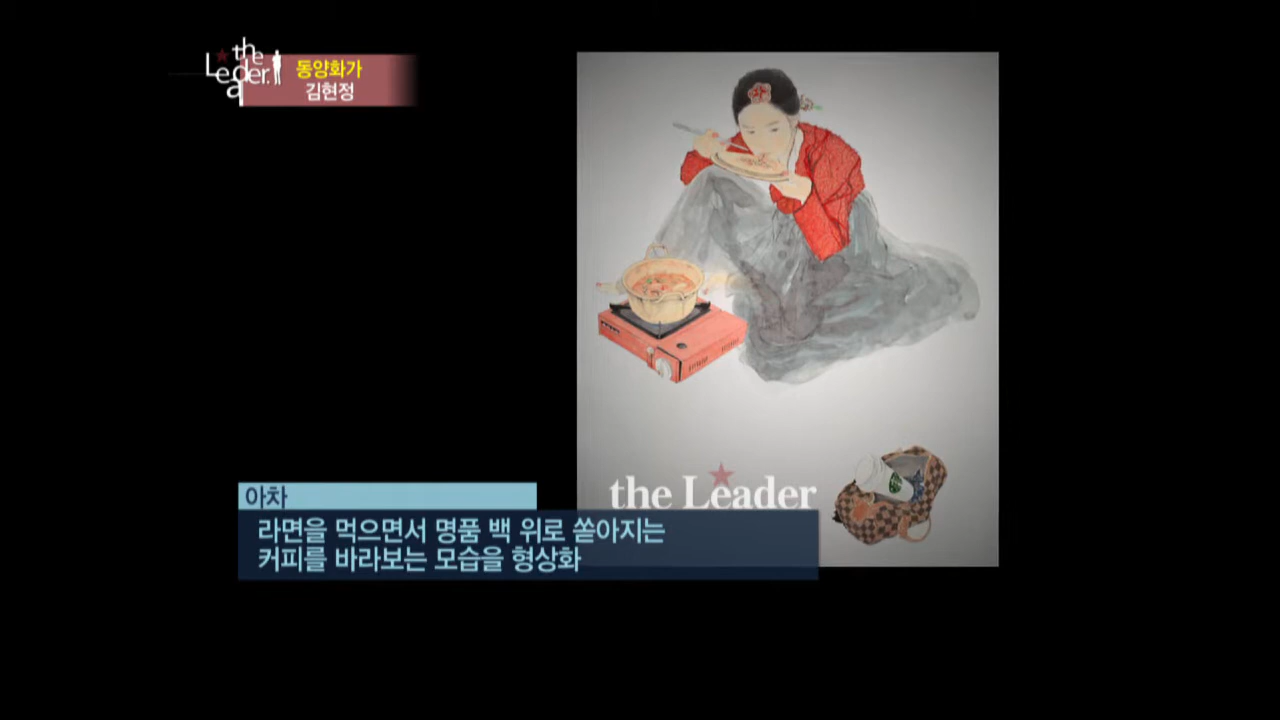 the
Leader.
동양화가
김현정
the Leader
아차
라면을 먹으면서 명품 백 위로 쏟아지는
커피를 바라보는 모습을 형상화